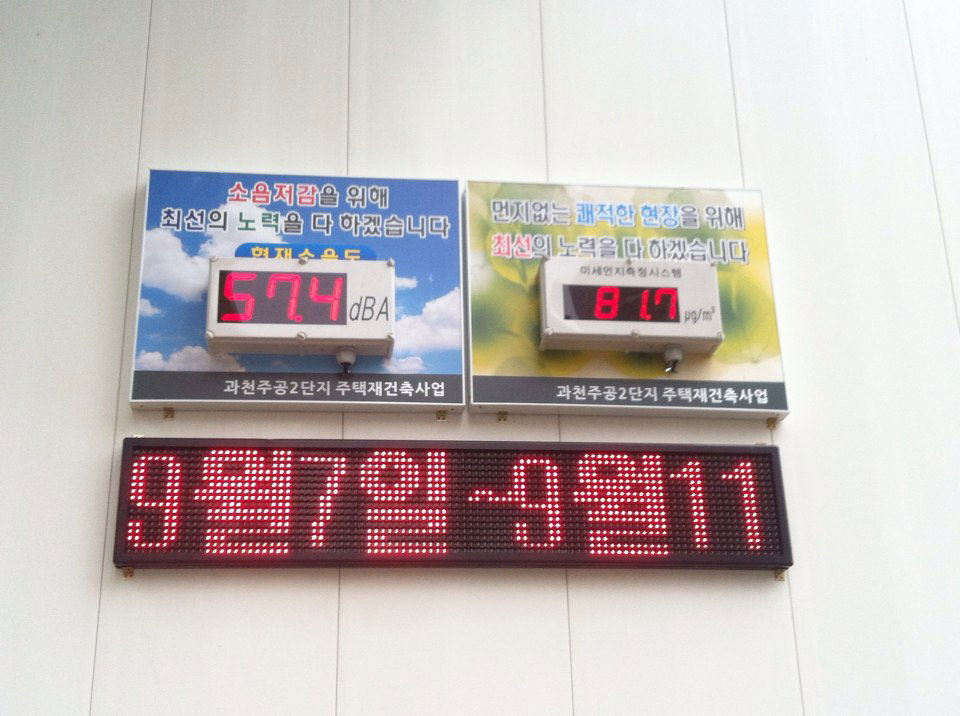 소음저감을 위해
최선의 노력을 다 하겠습니다
현재소음도
57.4 dBA
과천주공2단지 주택재건축사업
먼지없는 쾌적한 현장을 위해
최선의 노력을 다 하겠습니다
미세먼지측정시스템
81.7 μg/m³
과천주공2단지 주택재건축사업
9월7일~9월11